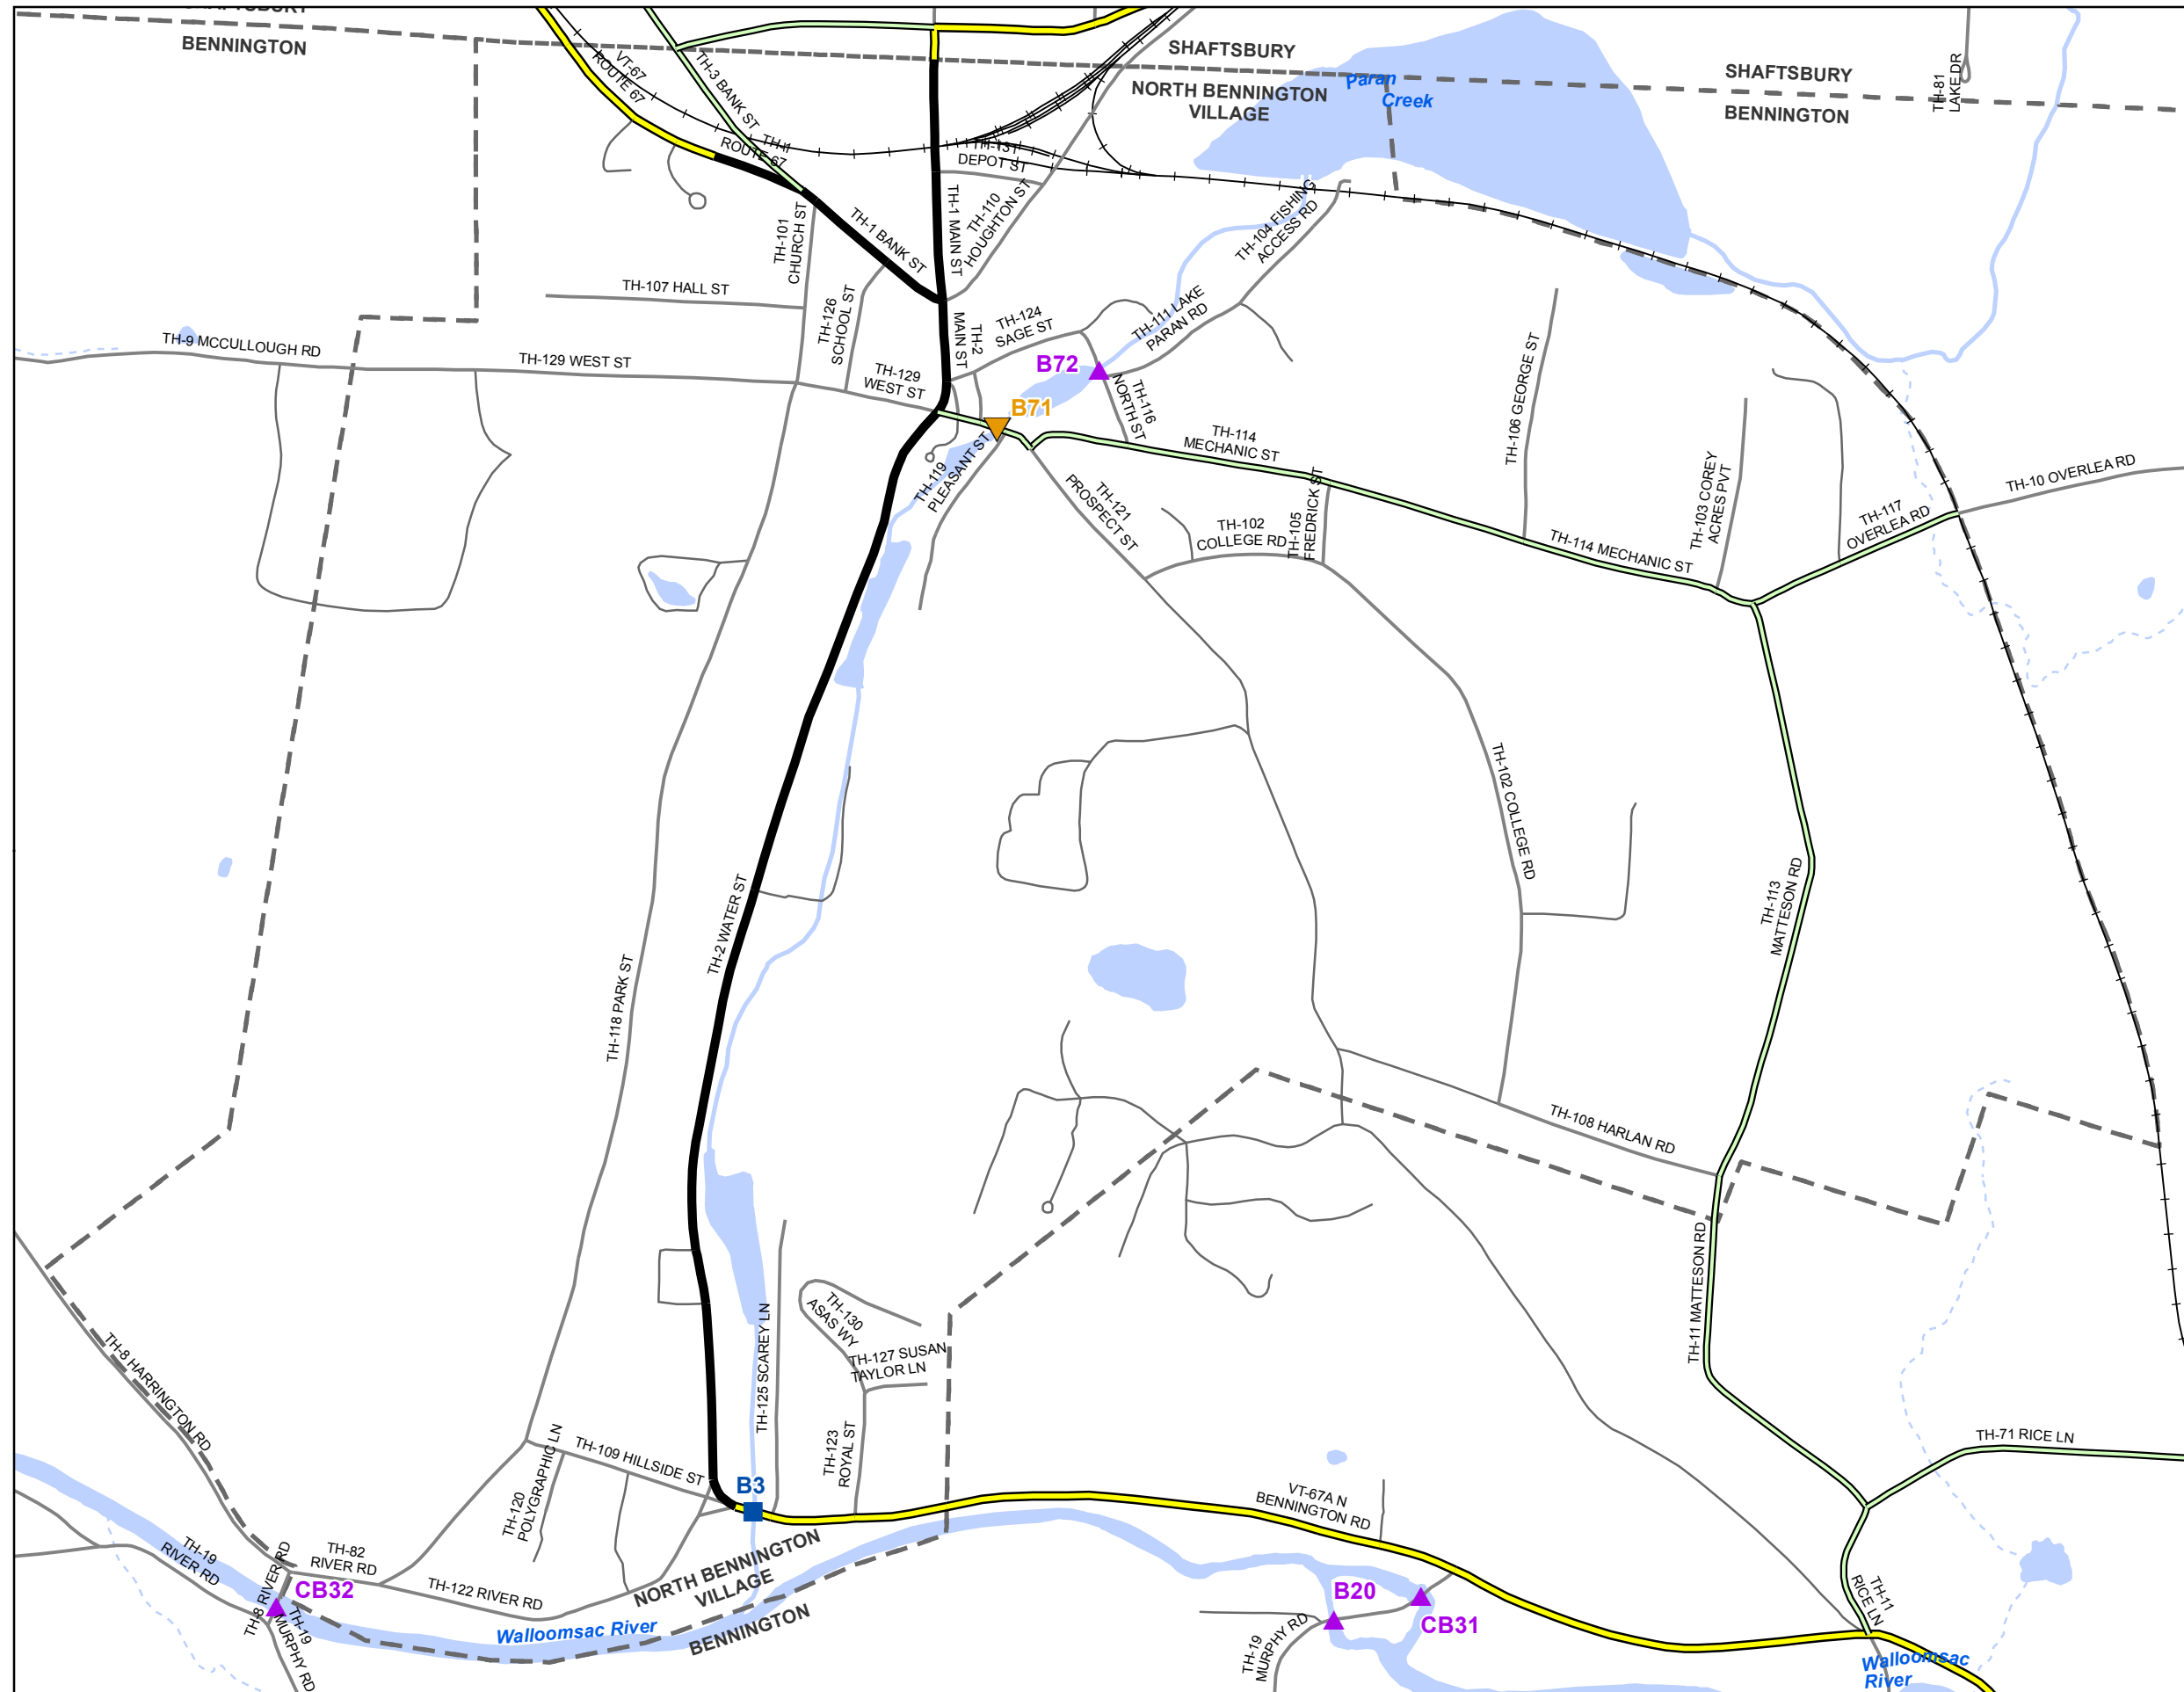 SHAFTSBURY
BENNINGTON
SHAFTSBURY
NORTH BENNINGTON
VILLAGE
Paran
Creek
SHAFTSBURY
BENNINGTON
TH-81
LAKE DR
VT-67
ROUTE 67
TH-3 BANK ST
TH-1
ROUTE 67
TH-131
DEPOT ST
TH-1 MAIN ST
TH-110
HOUGHTON ST
TH-104 FISHING
ACCESS RD
TH-101
CHURCH ST
TH-1 BANK ST
TH-107 HALL ST
TH-126
SCHOOL ST
TH-2
MAIN ST
TH-124
SAGE ST
TH-111 LAKE
PARAN RD
TH-9 MCCULLOUGH RD
TH-129 WEST ST
TH-129
WEST ST
B72
B71
TH-116
NORTH ST
TH-114
MECHANIC ST
TH-106 GEORGE ST
TH-119
PLEASANT ST
TH-121
PROSPECT ST
TH-102
COLLEGE RD
TH-105
FREDRICK ST
TH-114 MECHANIC ST
TH-103 COREY
ACRES PVT
TH-117
OVERLEA RD
TH-10 OVERLEA RD
TH-102 COLLEGE RD
TH-113
MATTESON RD
TH-2 WATER ST
TH-118 PARK ST
TH-108 HARLAN RD
TH-11 MATTESON RD
TH-8 HARRINGTON RD
TH-125 SCAREY LN
TH-130
ASAS WY
TH-127 SUSAN
TAYLOR LN
TH-123
ROYAL ST
TH-109 HILLSIDE ST
TH-120
POLYGRAPHIC LN
B3
VT-67A N
BENNINGTON RD
TH-71 RICE LN
TH-11
RICE LN
TH-19
RIVER RD
TH-8 RIVER RD
TH-82
RIVER RD
CB32
TH-122 RIVER RD
TH-19
MURPHY RD
NORTH BENNINGTON
VILLAGE
BENNINGTON
Walloomsac River
B20
CB31
TH-19
MURPHY RD
Walloomsac
River